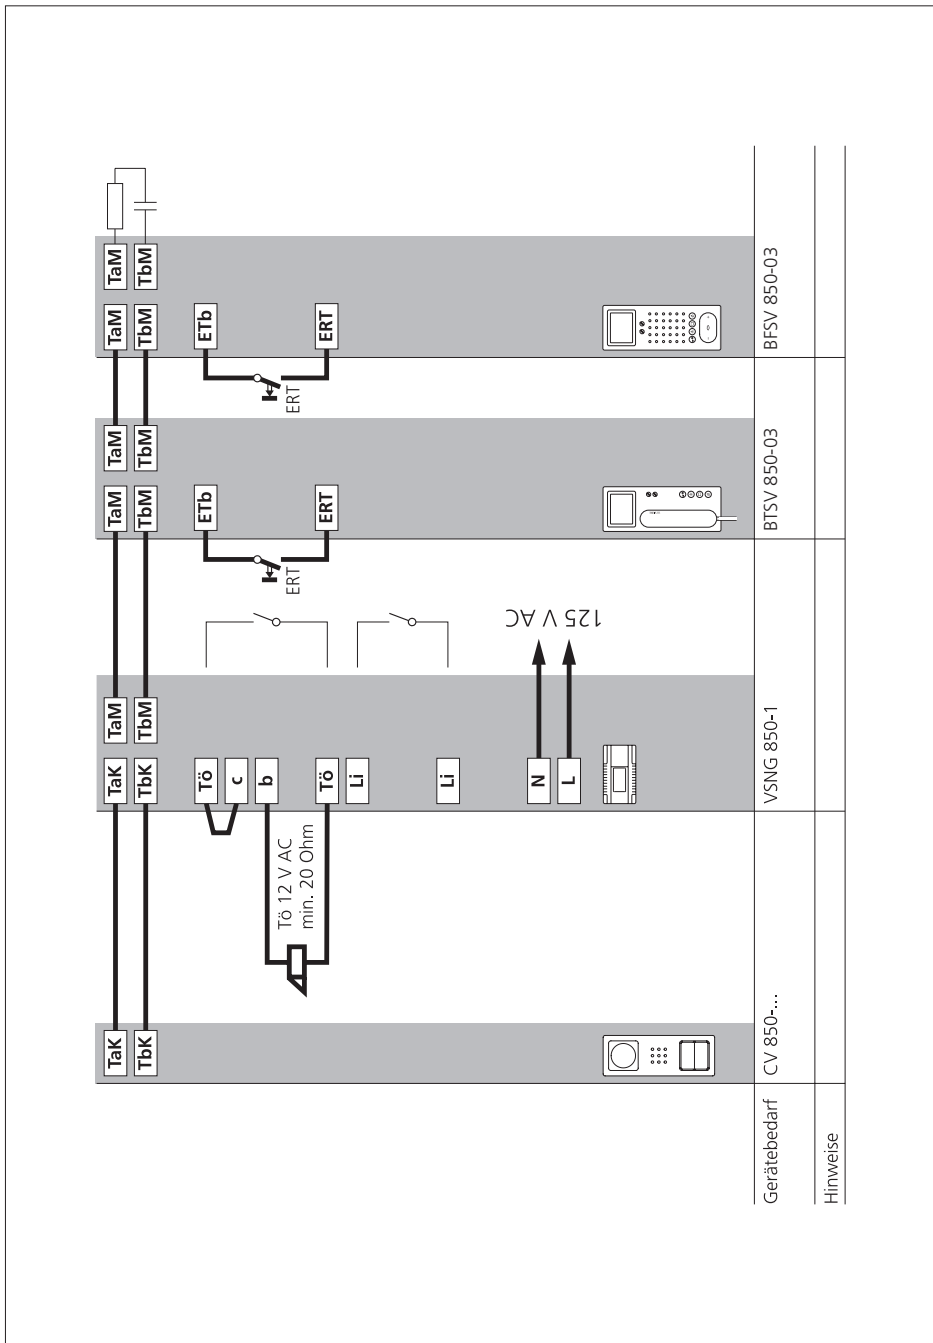 TaK TaK TaM TaM TaM TaM TaM
TbK TbK TbM TbM TbM TbM TbM
Tö ETb ETb
c
b
Tö 12 V AC
min. 20 Ohm
ERT ERT
Tö ERT ERT
Li
Li
N
L
125 V AC
Gerätebedarf CV 850-... VSNG 850-1 BTSV 850-03 BFSV 850-03
Hinweise